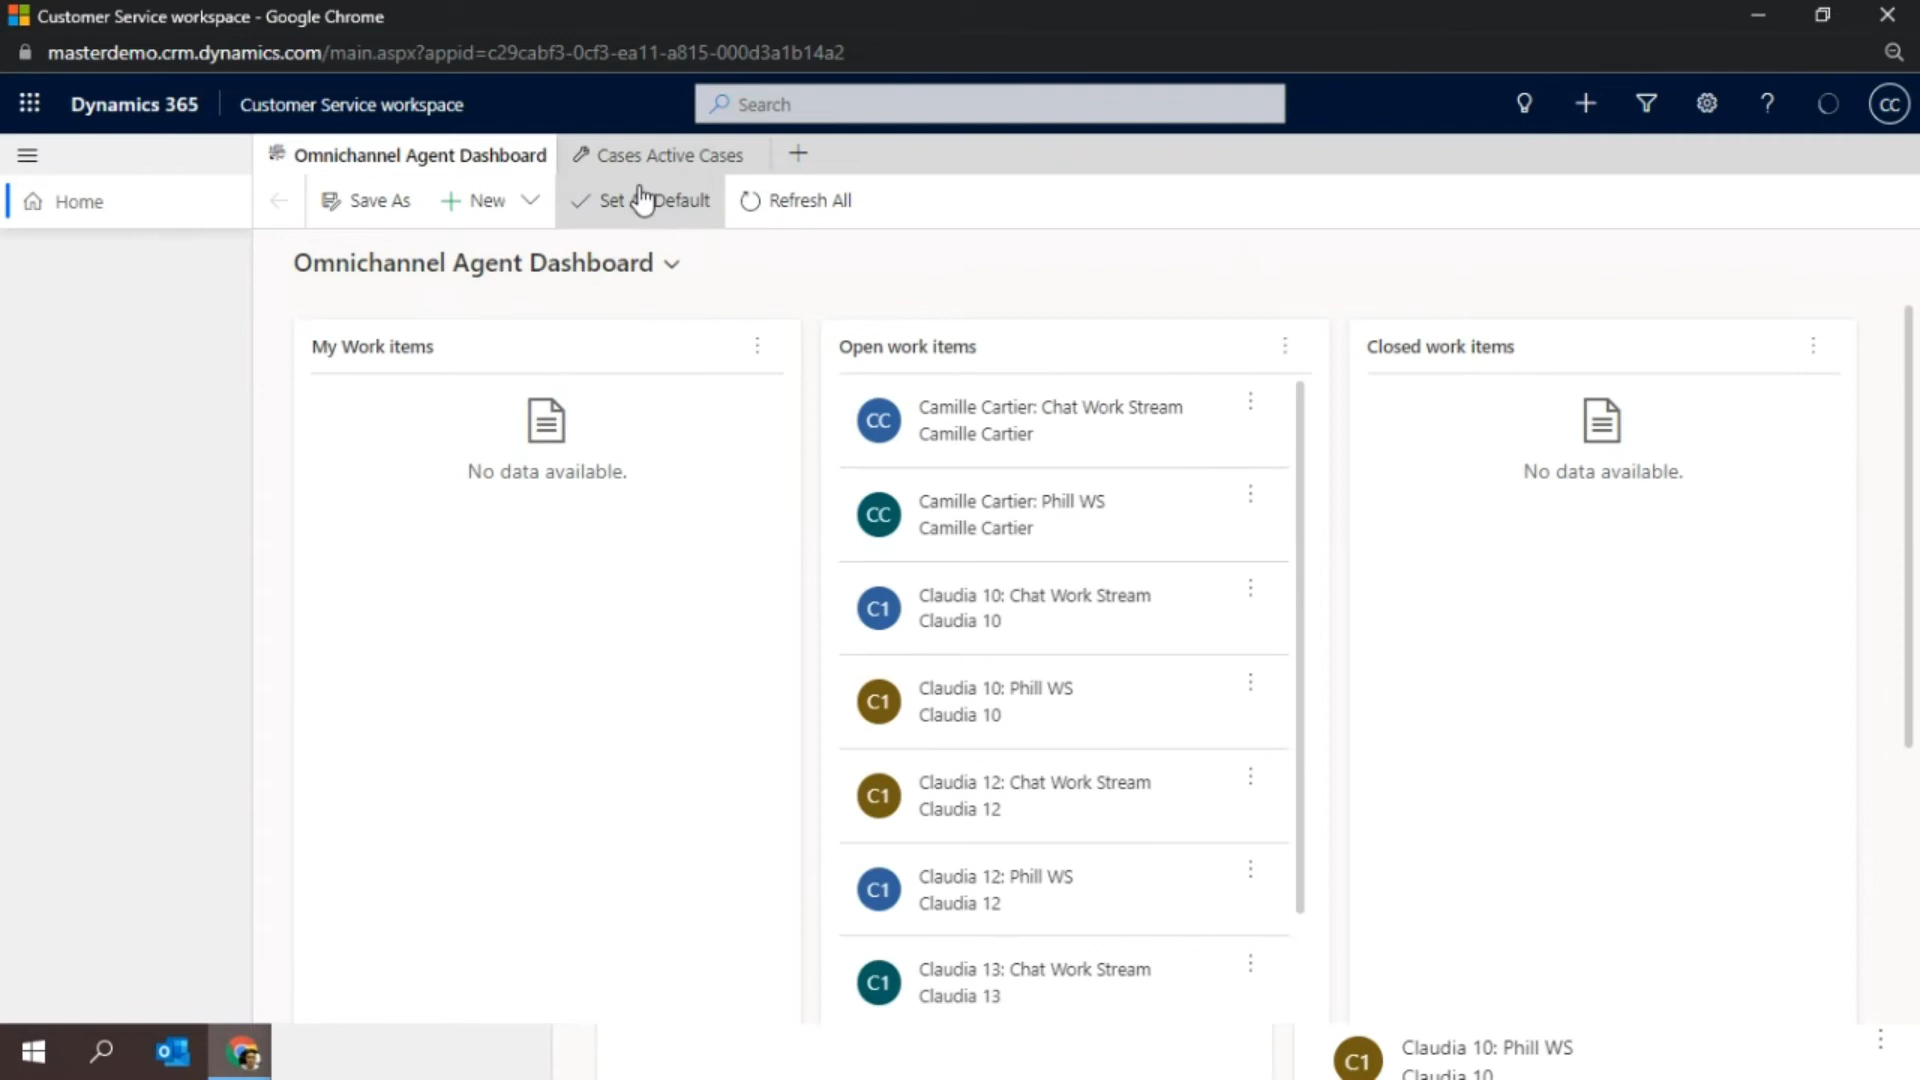 Customer Service workspace - Google Chrome
masterdemo.crm.dynamics.com/main.aspx?appid=c29cabf3-0cf3-ea11-a815-000d3a1b14a2
Dynamics 365 Customer Service workspace Search CC
Omnichannel Agent Dashboard Cases Active Cases
Home Save As New Set Default Refresh All
Omnichannel Agent Dashboard
My Work items
No data available.
Open work items
CC Camille Cartier: Chat Work Stream
Camille Cartier
CC Camille Cartier: Phill WS
Camille Cartier
C1 Claudia 10: Chat Work Stream
Claudia 10
C1 Claudia 10: Phill WS
Claudia 10
C1 Claudia 12: Chat Work Stream
Claudia 12
C1 Claudia 12: Phill WS
Claudia 12
C1 Claudia 13: Chat Work Stream
Claudia 13
Closed work items
No data available.
C1 Claudia 10: Phill WS
Claudia 10